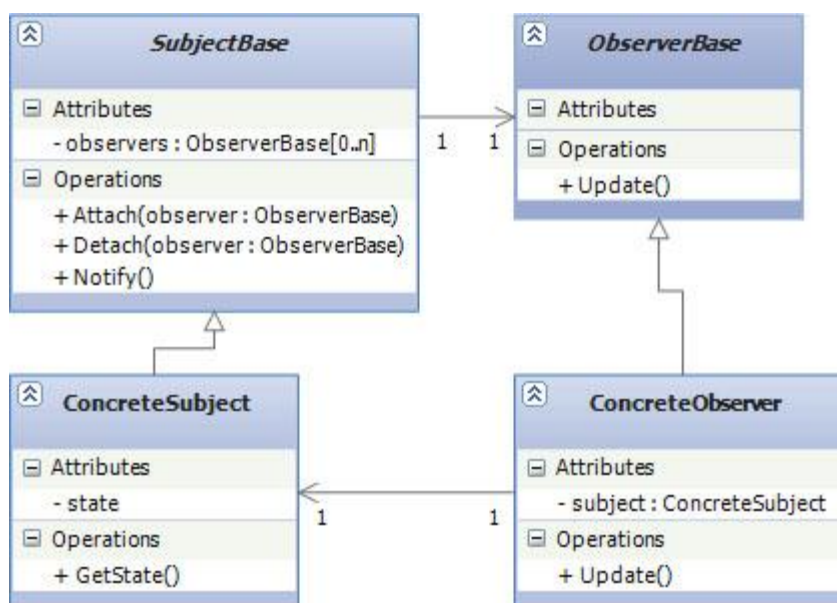 SubjectBase
Attributes
- observers : ObserverBase[0..n]
Operations
+ Attach(observer : ObserverBase)
+ Detach(observer : ObserverBase)
+ Notify()
1
1
ObserverBase
Attributes
Operations
+ Update()
ConcreteSubject
Attributes
- state
Operations
+ GetState()
1
1
ConcreteObserver
Attributes
- subject : ConcreteSubject
Operations
+ Update()